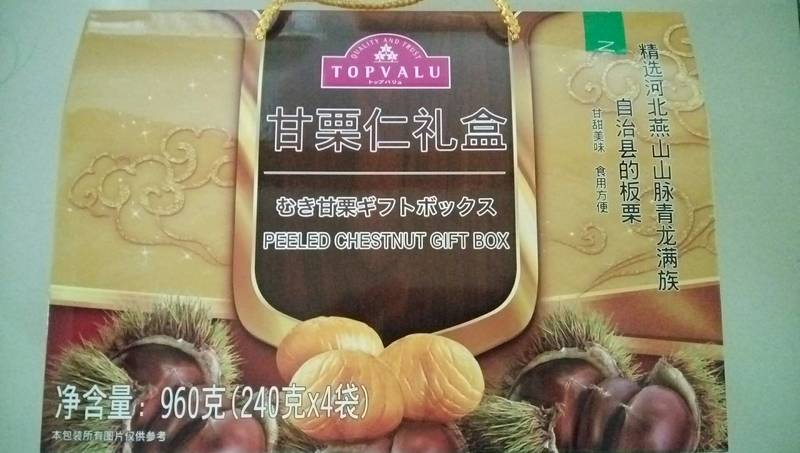 QUALITY AND TRUST
TOPVALU
トップバリュ
甘栗仁礼盒
むき甘栗ギフトボックス
PEELED CHESTNUT GIFT BOX
精选河北燕山山脉青龙满族
自治县的板栗
甘甜美味 食用方便
净含量：960克(240克x4袋)
本包装所有图片仅供参考